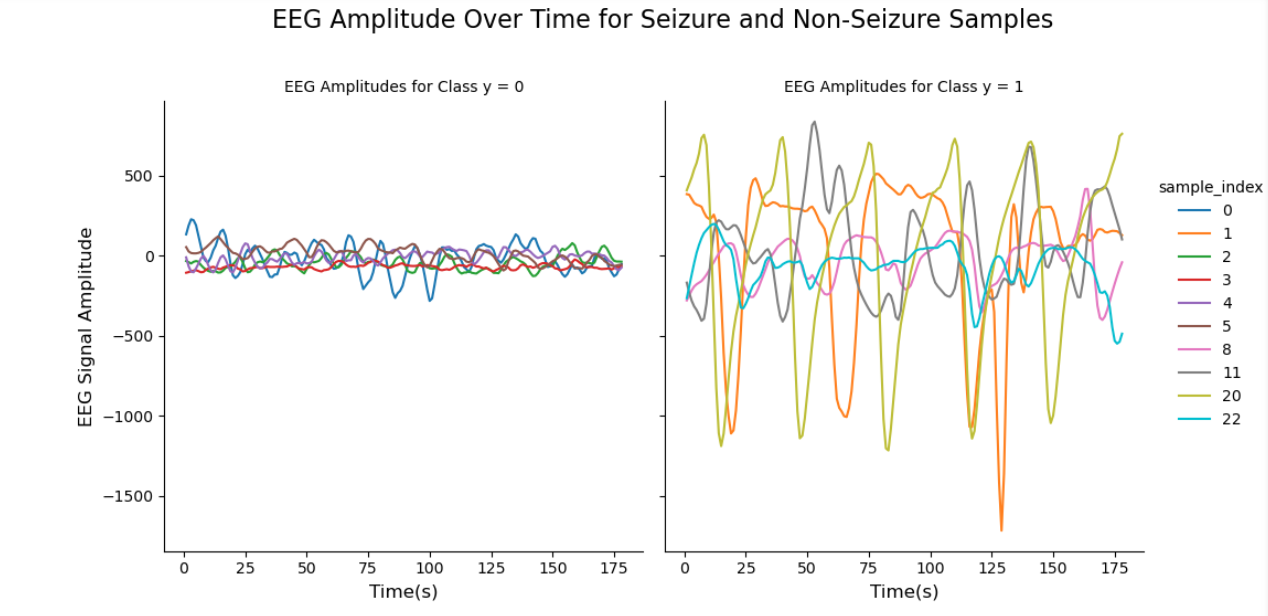 EEG Amplitude Over Time for Seizure and Non-Seizure Samples
EEG Amplitudes for Class y = 0
EEG Amplitudes for Class y = 1
EEG Signal Amplitude
500
0
−500
−1000
−1500
0 25 50 75 100 125 150 175
Time(s)
0 25 50 75 100 125 150 175
Time(s)
sample_index
0
1
2
3
4
5
8
11
20
22